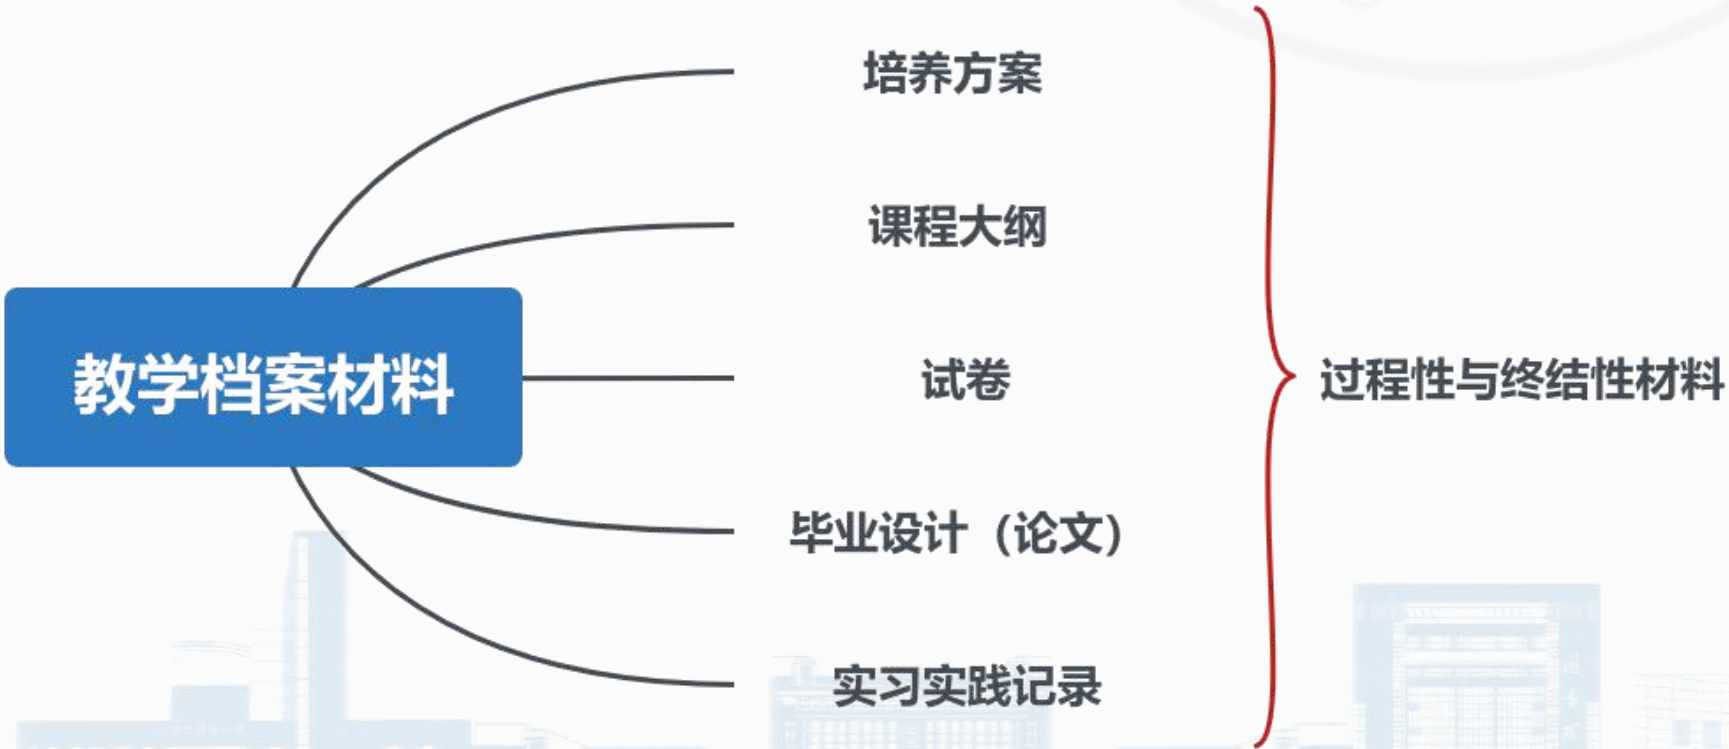 培养方案
课程大纲
教学档案材料
试卷
过程性与终结性材料
毕业设计（论文）
实习实践记录